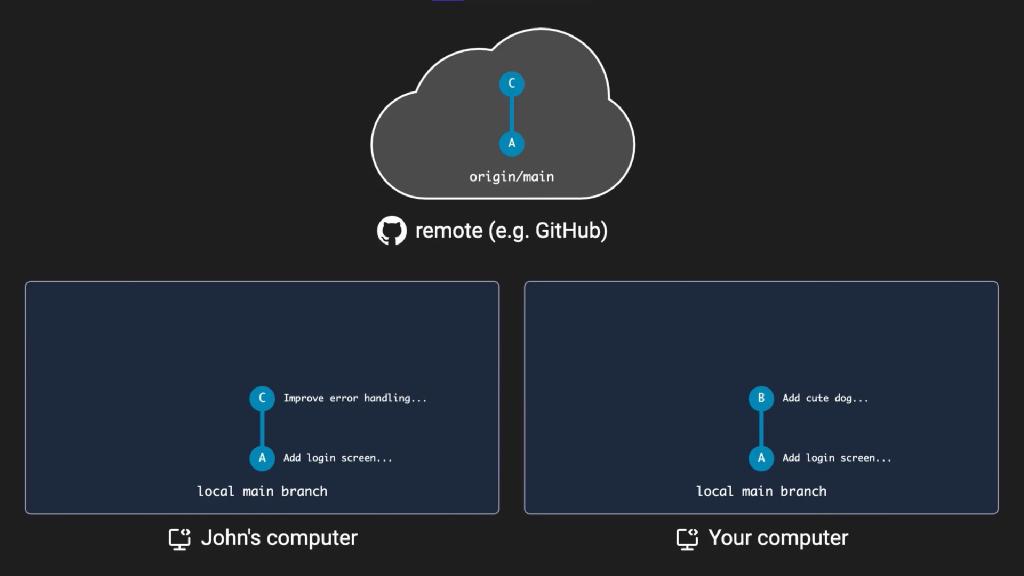 C
A
origin/main
remote (e.g. GitHub)
C Improve error handling...
A Add login screen...
local main branch
John's computer
B Add cute dog...
A Add login screen...
local main branch
Your computer